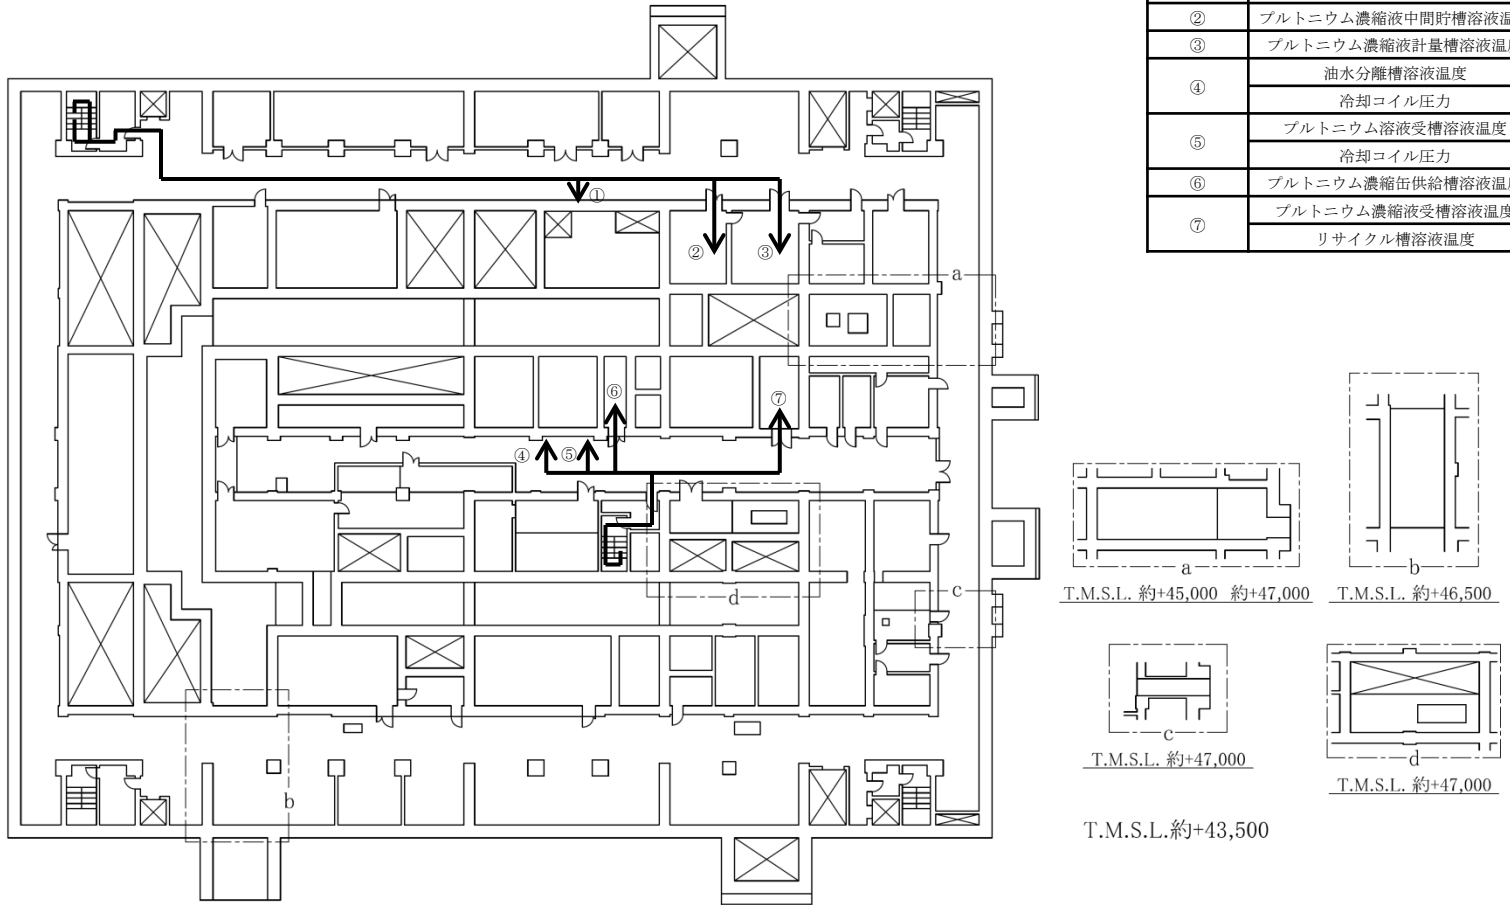 ② プルトニウム濃縮液中間貯槽溶液温
③ プルトニウム濃縮液計量槽溶液温
④ 油水分離槽溶液温度
冷却コイル圧力
⑤ プルトニウム溶液受槽溶液温度
冷却コイル圧力
⑥ プルトニウム濃縮缶供給槽溶液温
⑦ プルトニウム濃縮液受槽溶液温度
リサイクル槽溶液温度
①
②
③
a
⑥
⑦
④
⑤
d
c
b
a
T.M.S.L. 約+45,000 約+47,000
b
T.M.S.L. 約+46,500
c
T.M.S.L. 約+47,000
d
T.M.S.L. 約+47,000
T.M.S.L.約+43,500